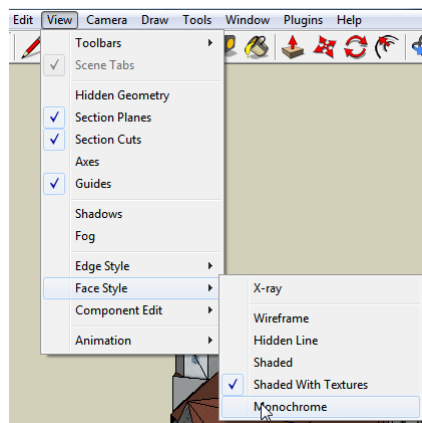 Edit View Camera Draw Tools Window Plugins Help
Toolbars
Scene Tabs
Hidden Geometry
Section Planes
Section Cuts
Axes
Guides
Shadows
Fog
Edge Style
Face Style
Component Edit
Animation
X-ray
Wireframe
Hidden Line
Shaded
Shaded With Textures
Monochrome